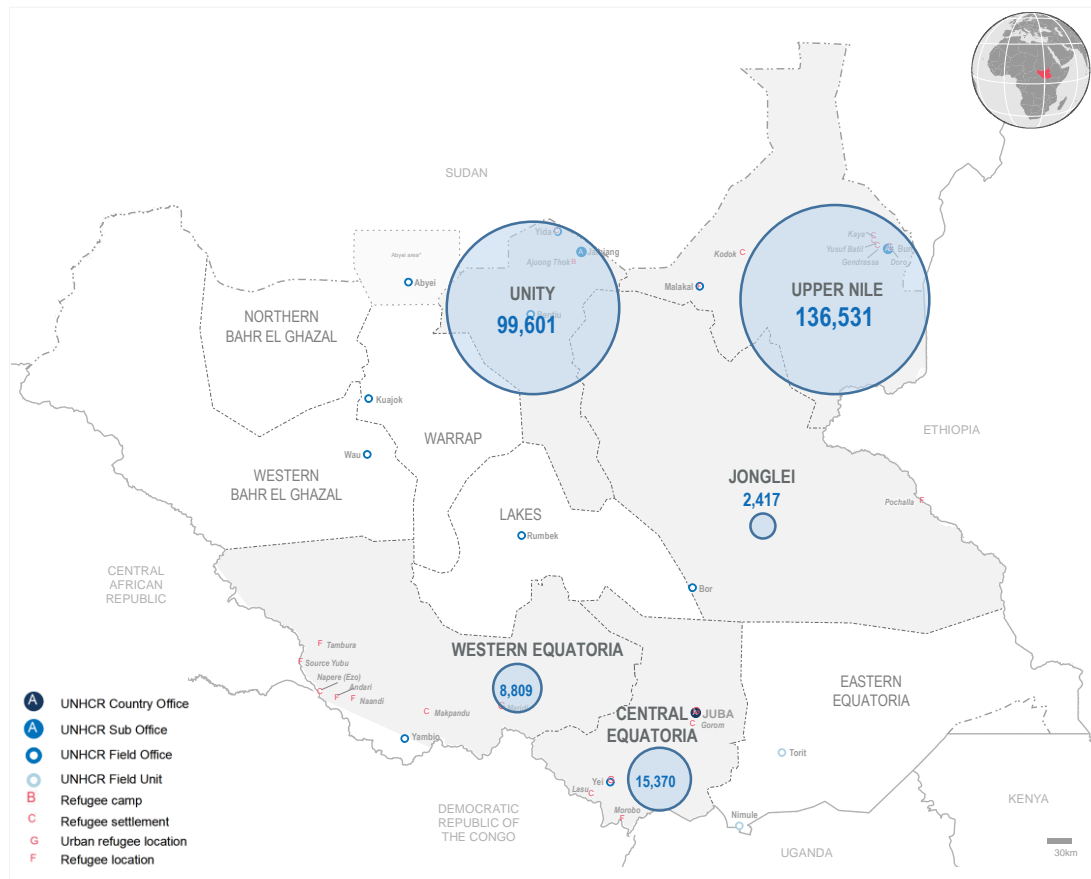 SUDAN
Kaya
Yusuf Batil
Gendrassa
Doro
Bunj
Kodok
Yida
Jamjang
Ajoong Thok
Abyei area*
Abyei
Malakal
UNITY
99,601
Bentiu
UPPER NILE
136,531
NORTHERN
BAHR EL GHAZAL
Kuajok
WARRAP
Wau
WESTERN
BAHR EL GHAZAL
ETHIOPIA
JONGLEI
2,417
Pochalla
LAKES
Rumbek
CENTRAL
AFRICAN
REPUBLIC
Bor
Tambura
Source Yubu
Napere (Ezo)
Andari
Naandi
Makpandu
Yambio
WESTERN EQUATORIA
8,809
Maridi
CENTRAL
EQUATORIA
JUBA
Gorom
15,370
Yei
Lasu
Morobo
EASTERN
EQUATORIA
Torit
Nimule
DEMOCRATIC
REPUBLIC OF
THE CONGO
UGANDA
KENYA
30km
A UNHCR Country Office
A UNHCR Sub Office
UNHCR Field Office
UNHCR Field Unit
B Refugee camp
C Refugee settlement
G Urban refugee location
F Refugee location